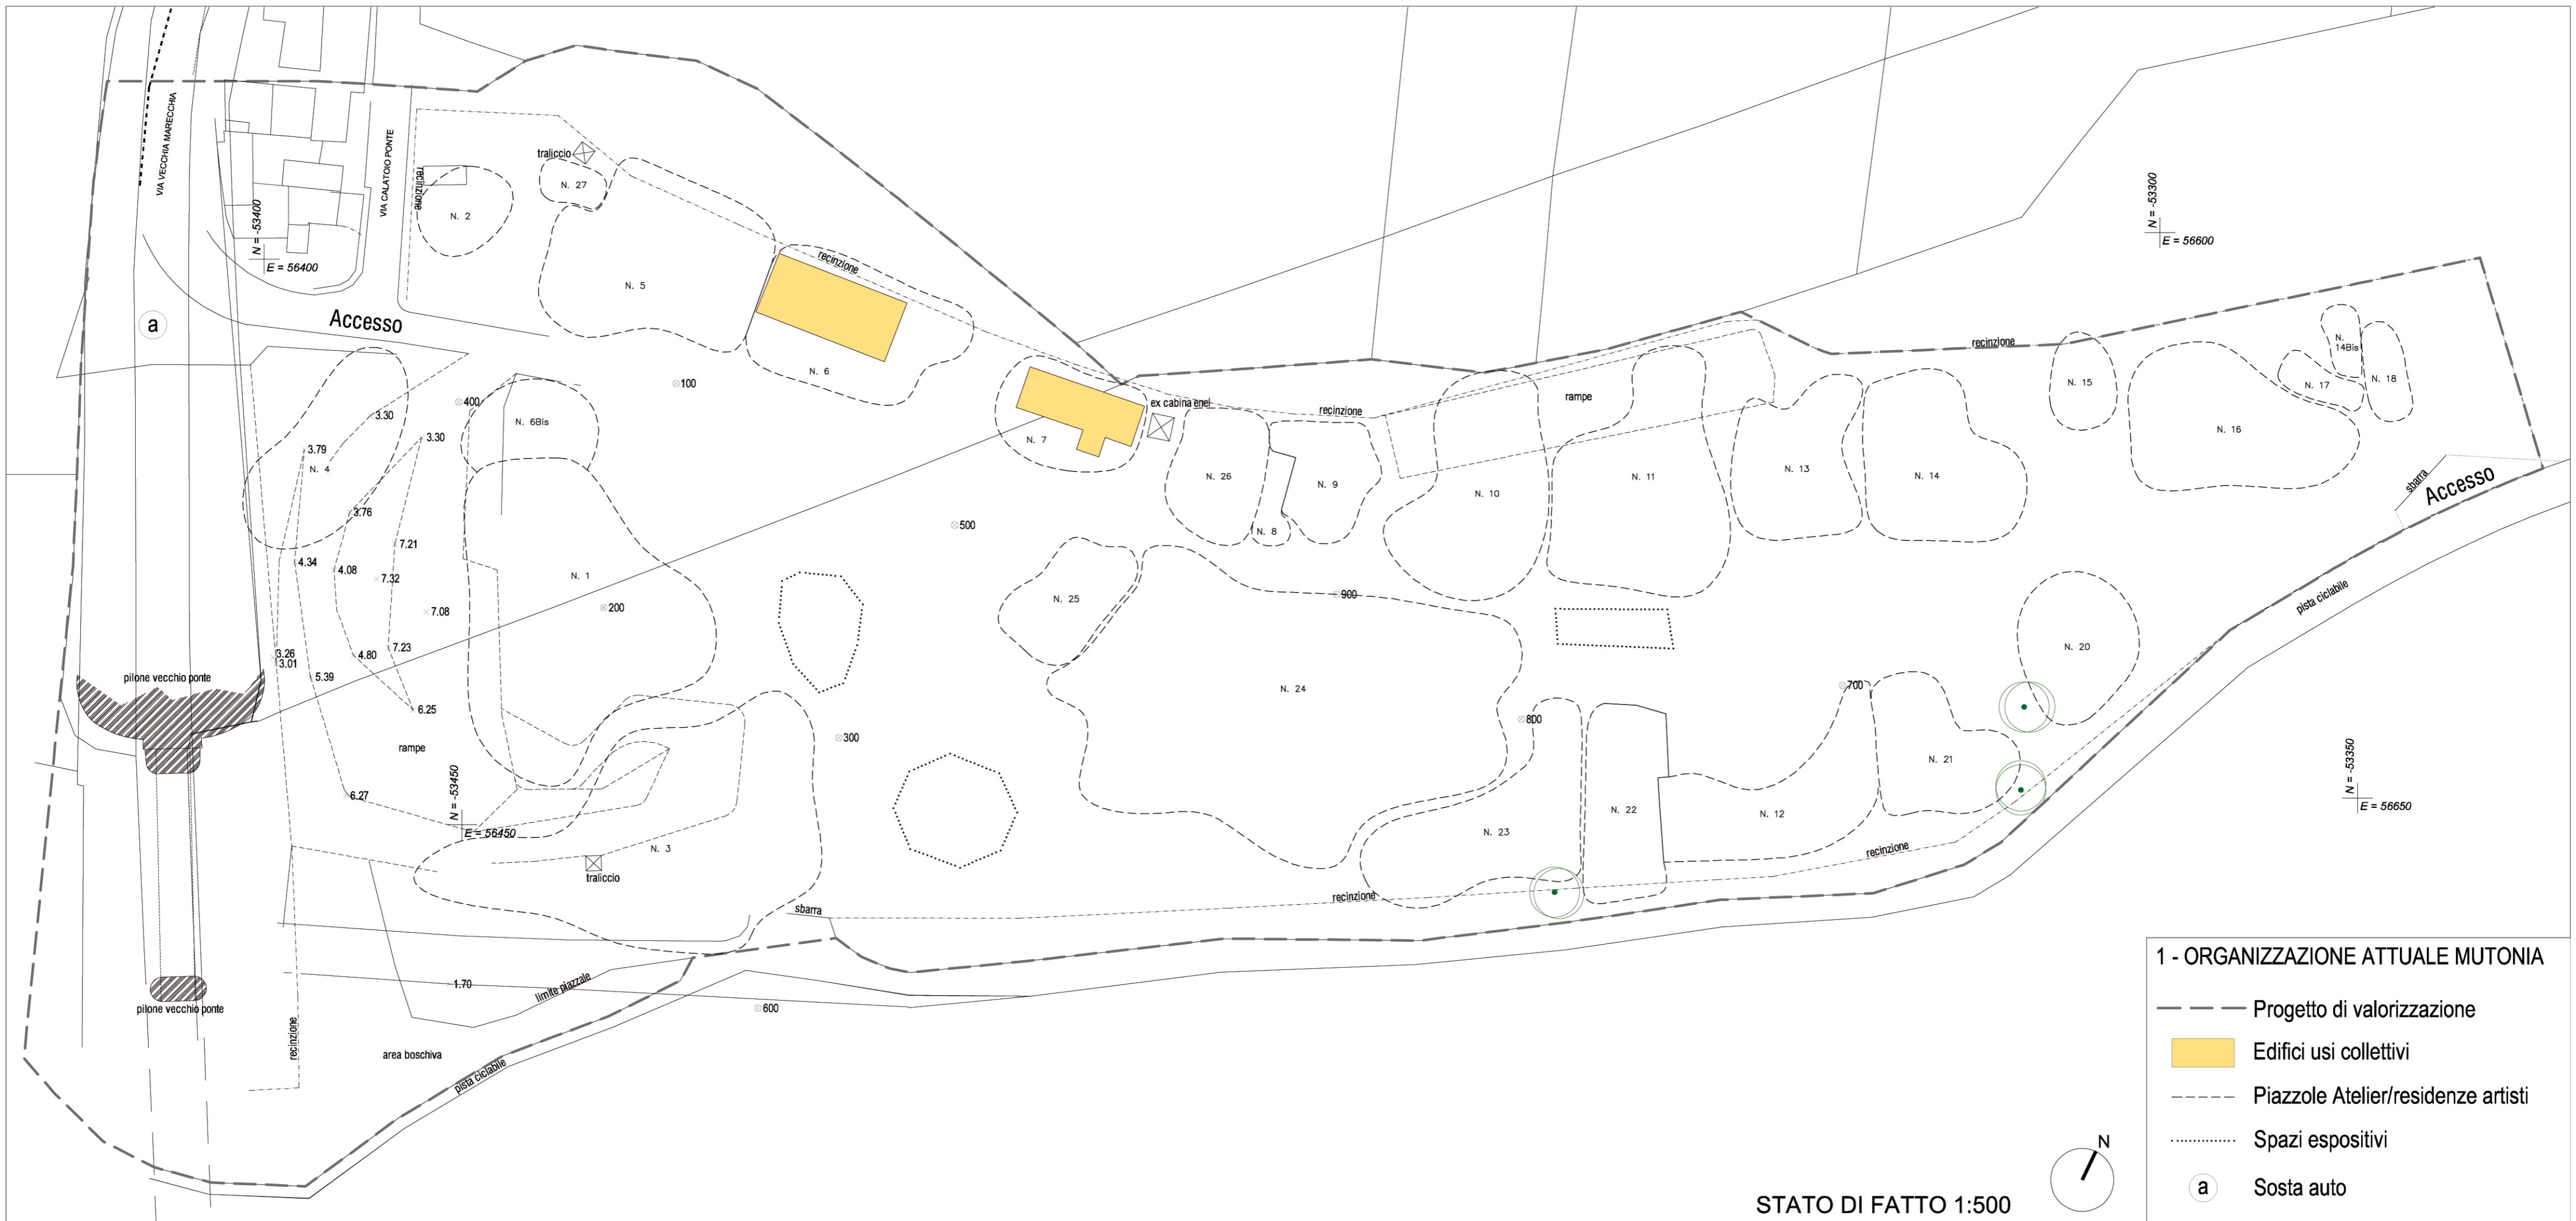 VIA VECCHIA MARECCHIA
VIA CALATOIO PONTE
recinzione
traliccio
N. 27
N. 2
N = -53400
E = 56400
N = -53300
E = 56600
N. 5
recinzione
a
Accesso
100
N. 6
400
3.30
3.30
N. 6Bis
3.79
N. 4
ex cabina enel
N. 7
recinzione
rampe
recinzione
N. 14Bis
N. 15
N. 17
N. 18
N. 16
N. 26
N. 9
N. 8
N. 10
N. 11
N. 13
N. 14
sbarra
Accesso
3.76
500
7.21
4.34
4.08
7.32
N. 1
7.08
200
N. 25
900
pista ciclabile
3.26
3.01
4.80
7.23
5.39
6.25
pilone vecchio ponte
N. 24
N. 20
700
800
300
rampe
6.27
N = -53450
E = 56450
N. 3
traliccio
N. 23
N. 22
N. 12
N. 21
N = -53350
E = 56650
recinzione
recinzione
sbarra
1.70
limite piazzale
600
pilone vecchio ponte
recinzione
area boschiva
pista ciclabile
1 - ORGANIZZAZIONE ATTUALE MUTONIA
Progetto di valorizzazione
Edifici usi collettivi
Piazzole Atelier/residenze artisti
Spazi espositivi
a Sosta auto
N
STATO DI FATTO 1:500